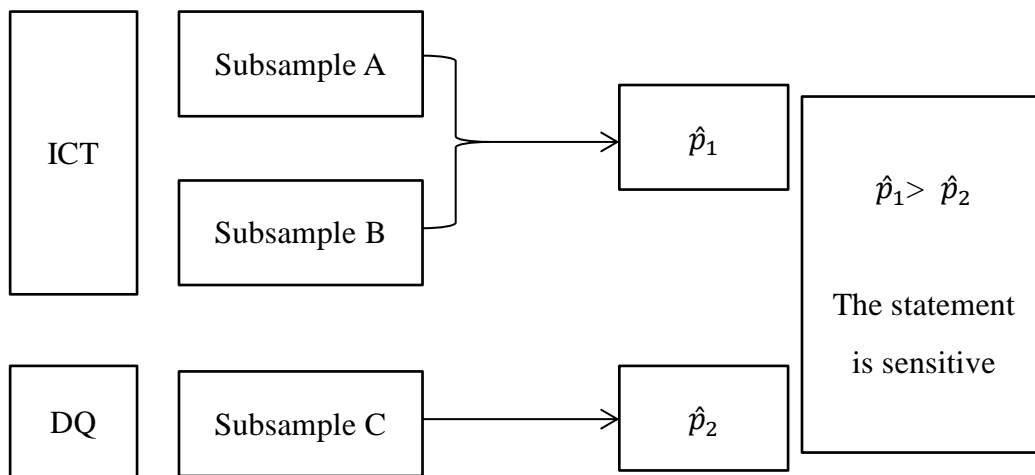 ICT
Subsample A
Subsample B
p̂₁
p̂₁> p̂₂
The statement
is sensitive
DQ
Subsample C
p̂₂